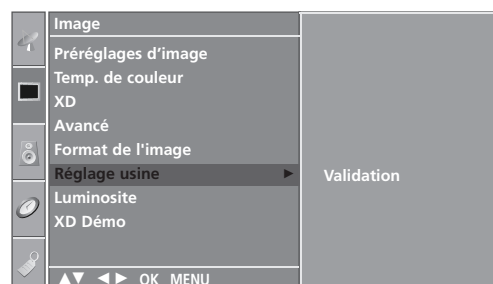 Image
Préréglages d’image
Temp. de couleur
XD
Avancé
Format de l'image
Réglage usine ►
Validation
Luminosite
XD Démo
▲▼ ◄► OK MENU